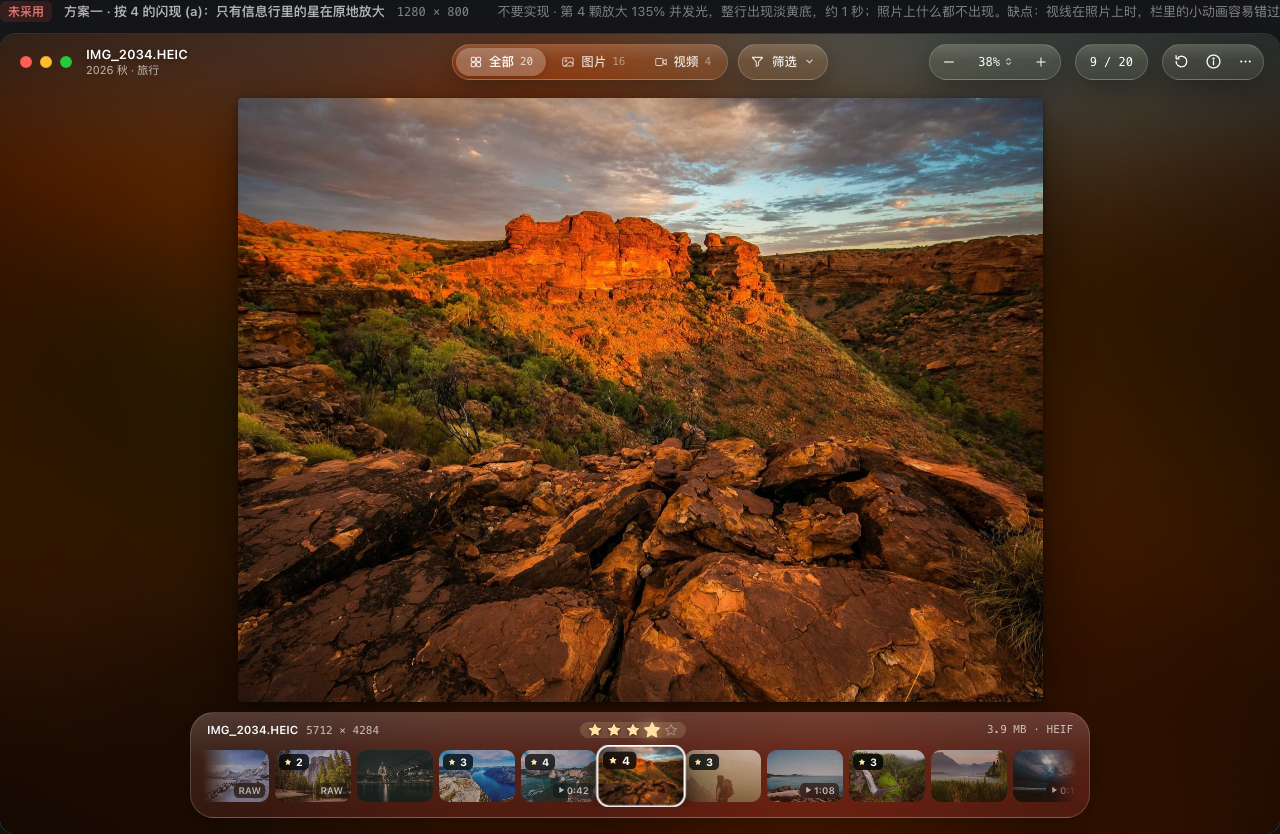 未采用 方案一 · 按 4 的闪现 (a)：只有信息行里的星在原地放大 1280 × 800 不要实现 · 第 4 颗放大 135% 并发光，整行出现淡黄底，约 1 秒；照片上什么都不出现。缺点：视线在照片上时，栏里的小动画容易错过
IMG_2034.HEIC
2026 秋 · 旅行
全部 20 图片 16 视频 4 筛选 38% 9 / 20
IMG_2034.HEIC 5712 × 4284 3.9 MB · HEIF
2 3 4 4 3 3
RAW RAW 0:42 1:08